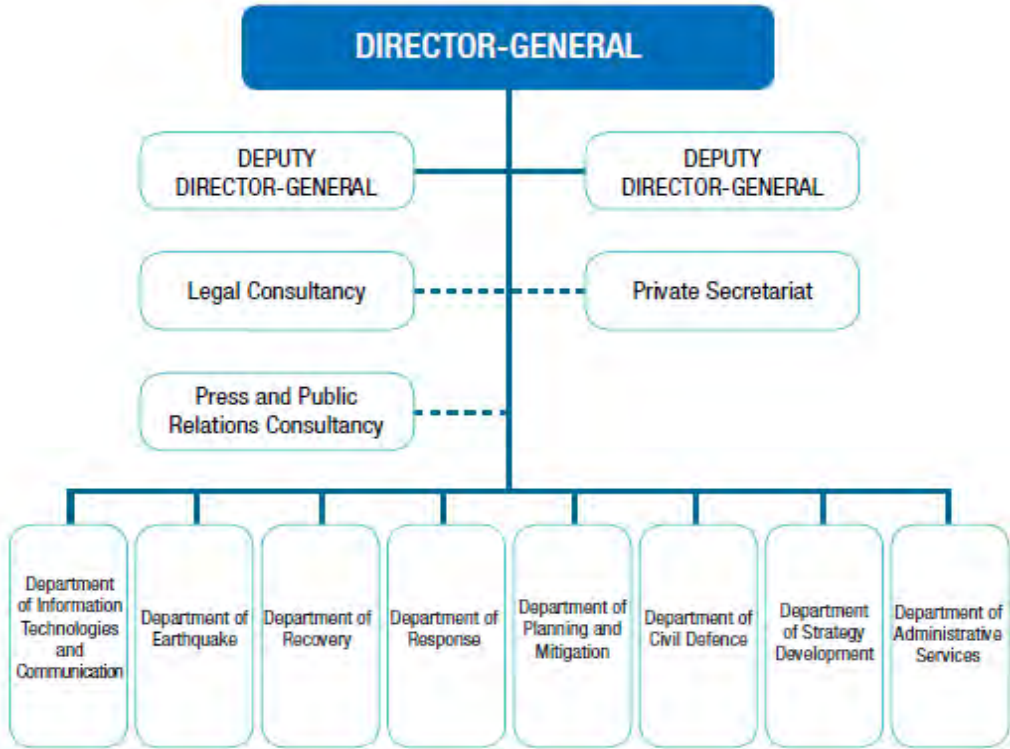 DIRECTOR-GENERAL
DEPUTY
DIRECTOR-GENERAL
DEPUTY
DIRECTOR-GENERAL
Legal Consultancy
Private Secretariat
Press and Public
Relations Consultancy
Department
of Information
Technologies
and
Communication
Department of
Earthquake
Department of
Recovery
Department of
Response
Department of
Planning and
Mitigation
Department of
Civil Defence
Department
of Strategy
Development
Department of
Administrative
Services